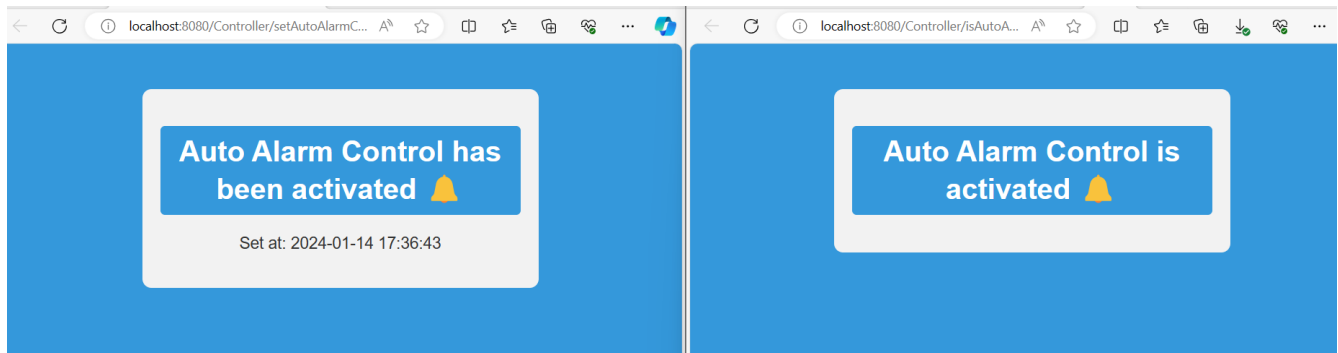 localhost:8080/Controller/setAutoAlarmC...
Auto Alarm Control has
been activated 🔔
Set at: 2024-01-14 17:36:43
localhost:8080/Controller/isAutoA...
Auto Alarm Control is
activated 🔔